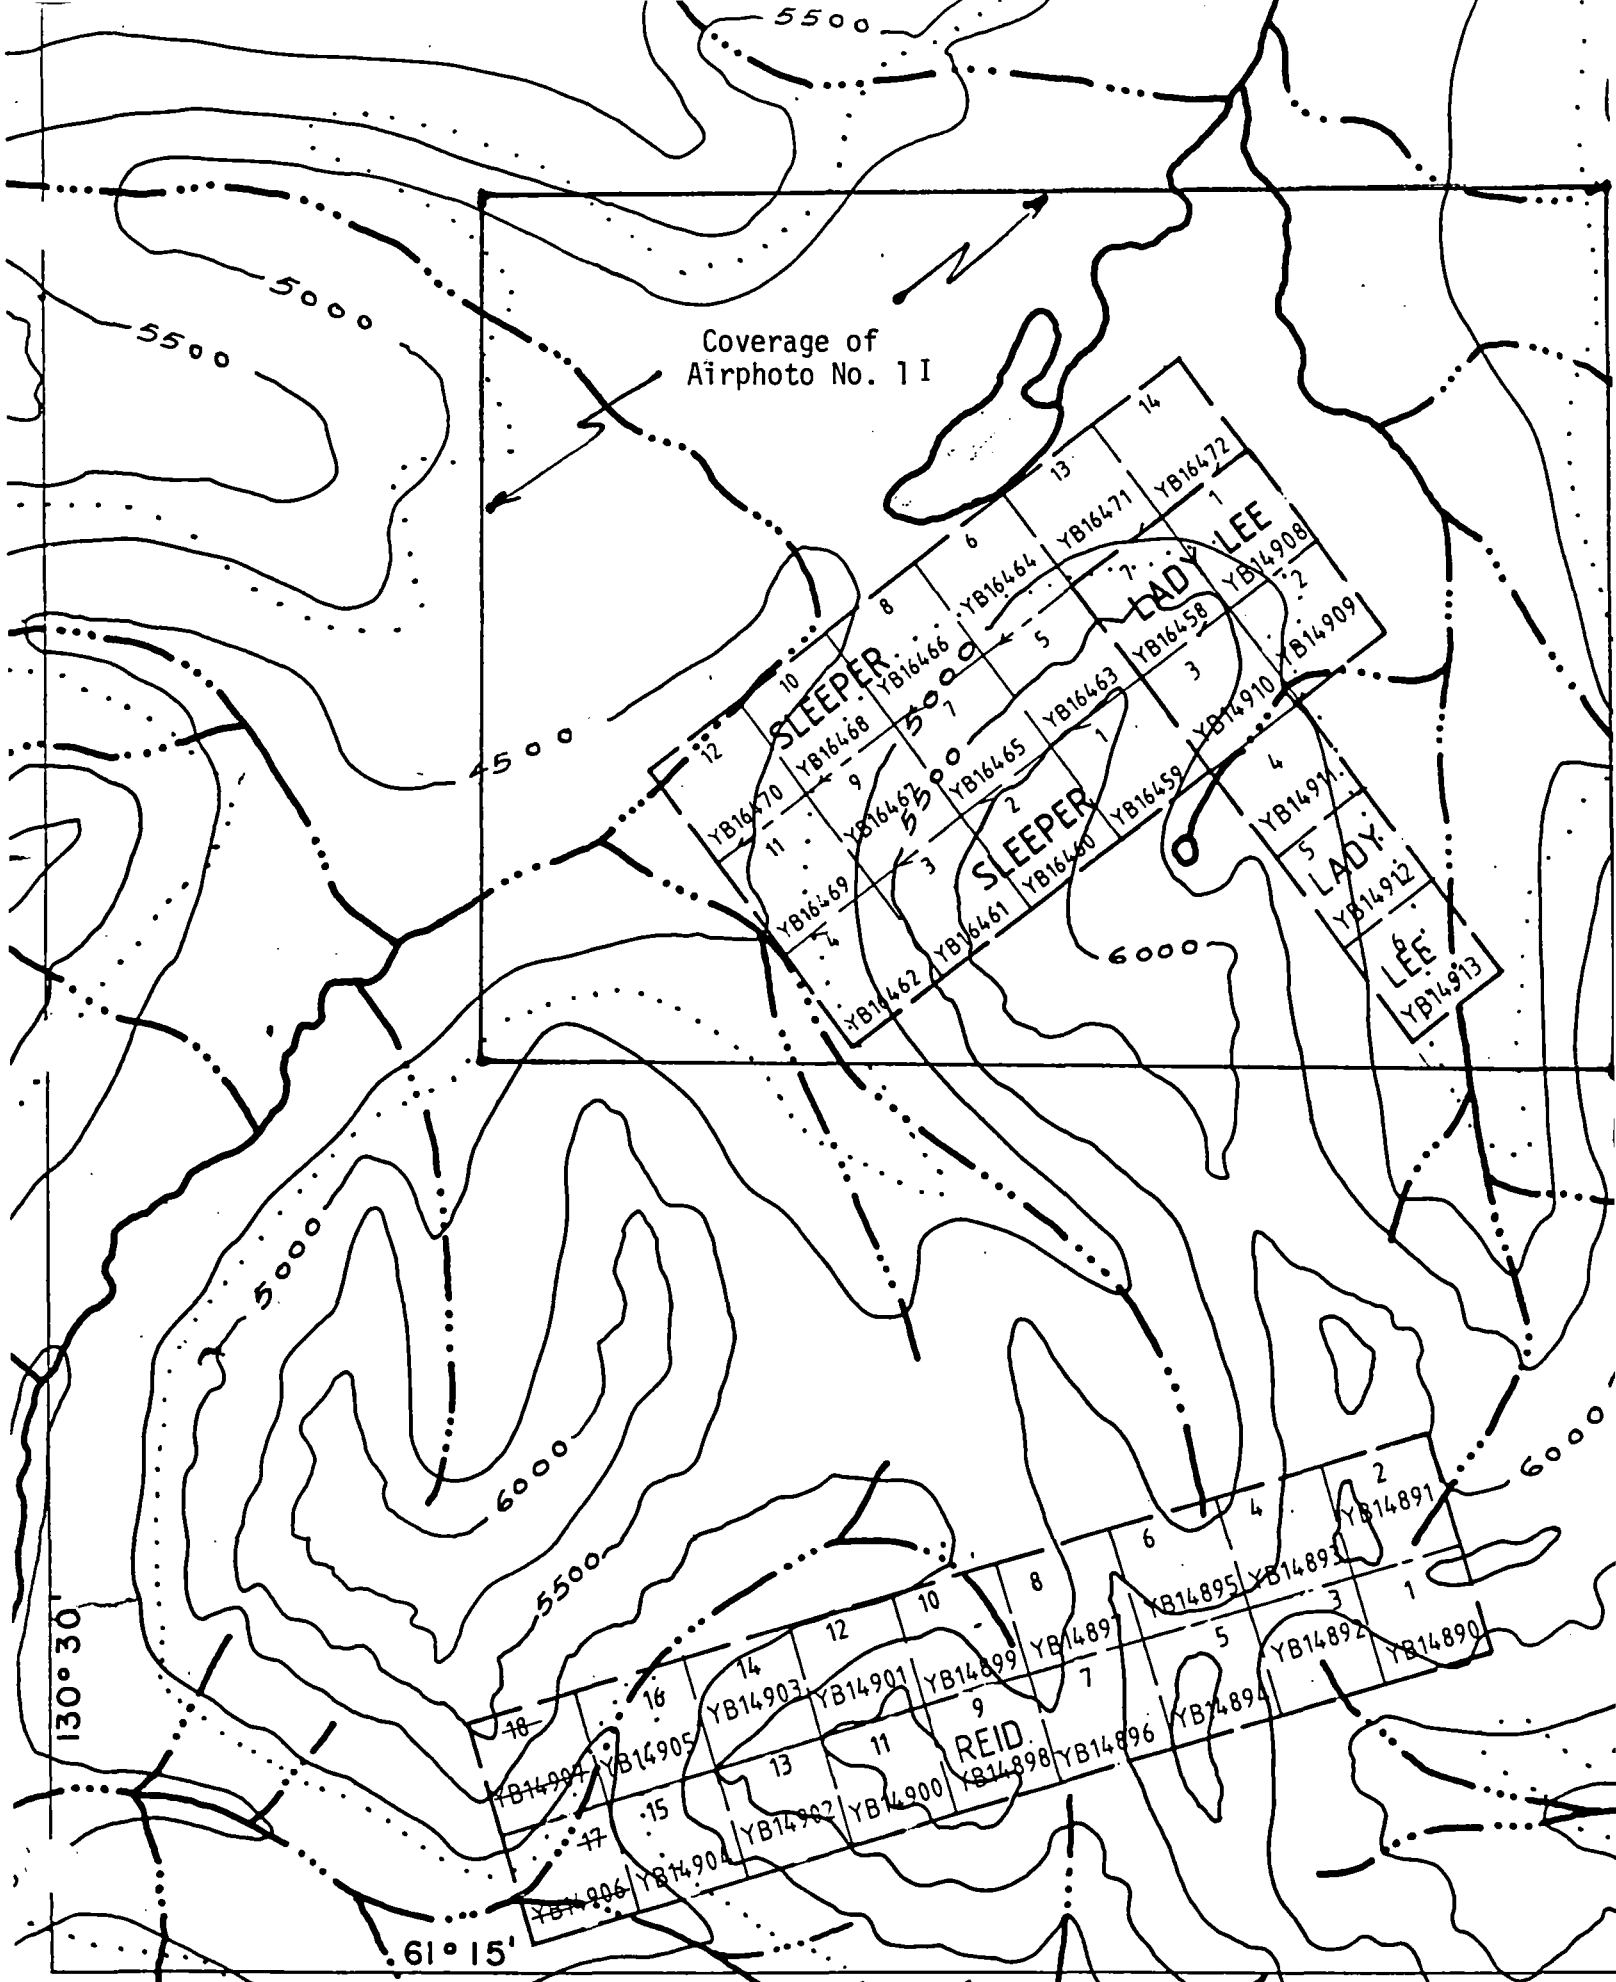 5500
5000
5500
Coverage of
Airphoto No. 1 I
14
13
YB16472
1
6
YB16471
LADY LEE
8
YB16464
7
YB14908
2
10
SLEEPER
YB16466
5
YB16458
YB14909
12
YB16468
5000
7
YB16463
3
4500
9
YB16465
1
YB14910
YB16470
YB16467
5500
2
YB16459
4
11
3
SLEEPER
YB16460
YB14911
5
YB16469
YB16461
LADY
YB14912
4
6000
6
LEE
YB16462
YB14913
5000
6000
6000
5500
2
YB14891
4
6
YB14893
8
YB14895
3
1
10
YB14897
5
YB14892
YB14890
12
YB14899
7
YB14894
14
YB14901
9
YB14896
16
YB14903
11
REID
YB14898
18
YB14905
13
YB14900
YB14907
15
YB14902
17
YB14904
YB14906
130° 30'
61° 15'